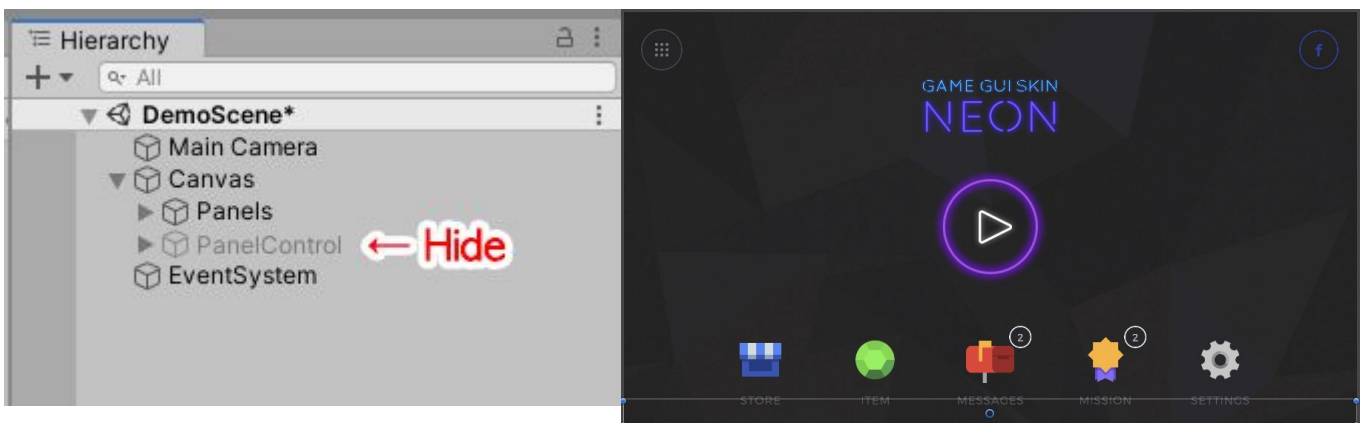 Hierarchy
All
DemoScene*
Main Camera
Canvas
Panels
PanelControl
Hide
EventSystem
f
GAME GUI SKIN
NEON
2
2
STORE
ITEM
MESSAGES
MISSION
SETTINGS